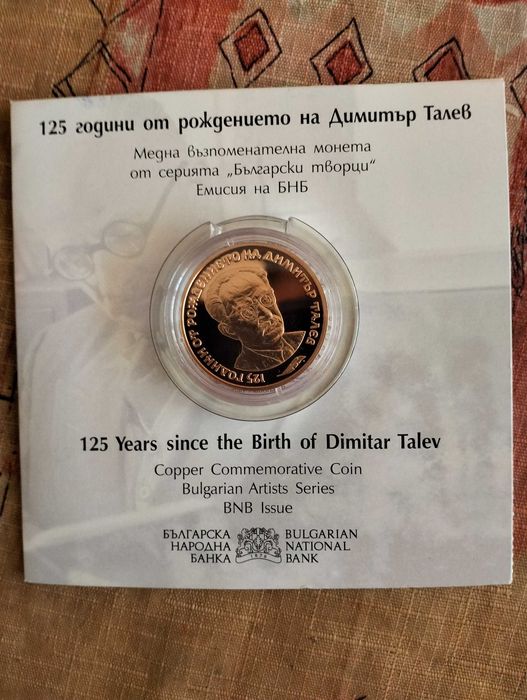 125 години от рождението на Димитър Талев
Медна възпоменателна монета
от серията „Български творци“
Емисия на БНБ
125 ГОДИНИ ОТ РОЖДЕНИЕТО НА ДИМИТЪР ТАЛЕВ
125 Years since the Birth of Dimitar Talev
Copper Commemorative Coin
Bulgarian Artists Series
BNB Issue
БЪЛГАРСКА
НАРОДНА
БАНКА
1879
BULGARIAN
NATIONAL
BANK